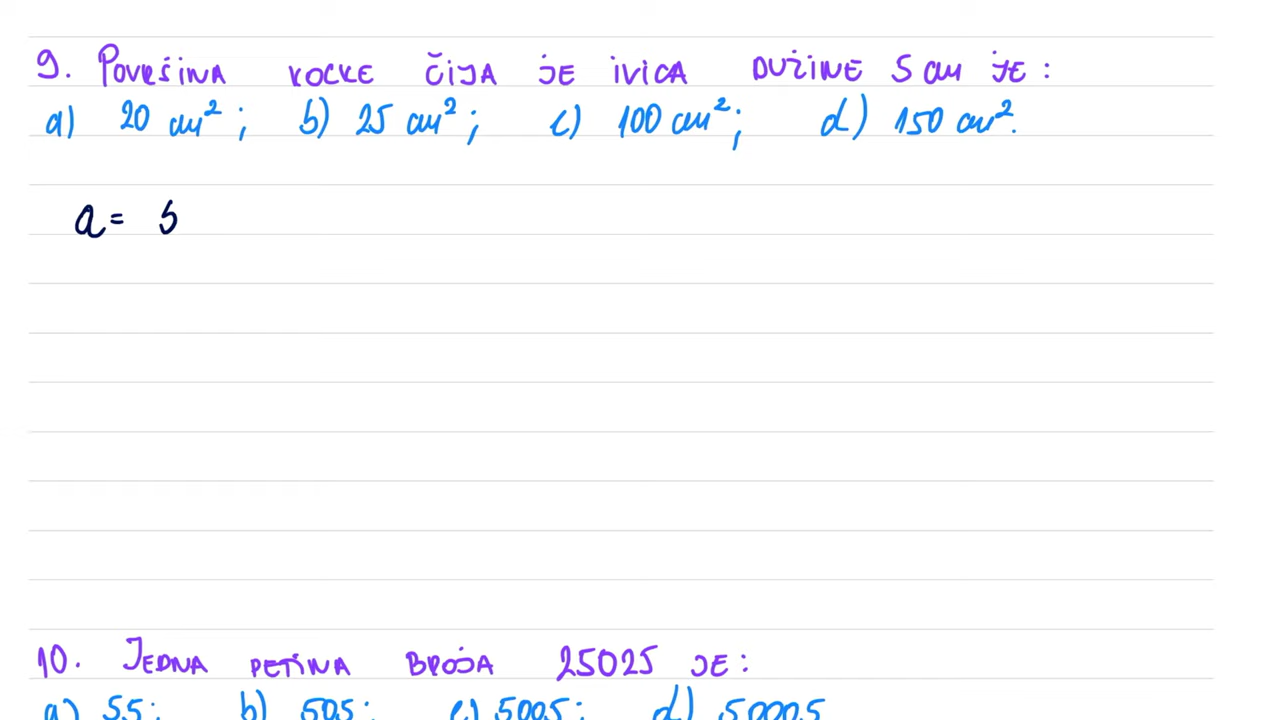 9. POVRŠINA KOCKE ČIJA JE IVICA DUŽINE 5 cm JE:
a) 20 cm²; b) 25 cm²; c) 100 cm²; d) 150 cm².
a = 5
10. JEDNA PETINA BROJA 25025 JE:
a) 55; b) 505; c) 5005; d) 50005